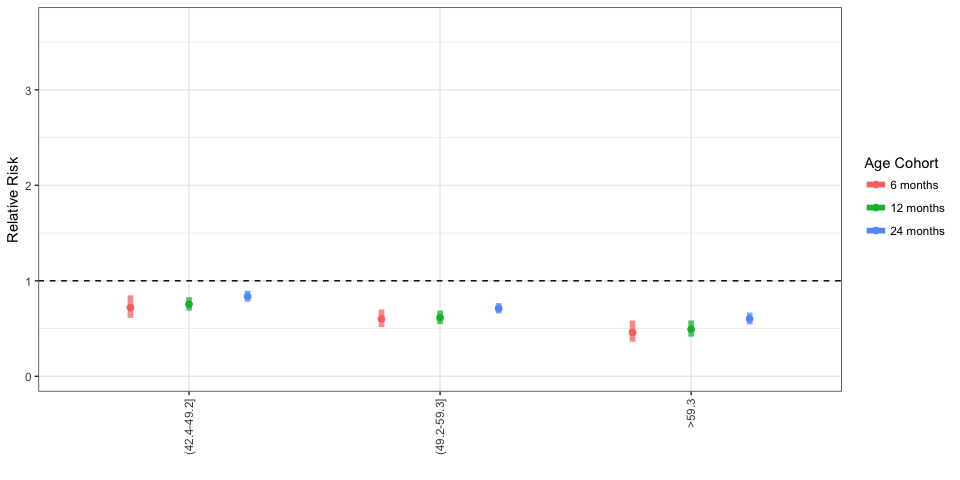 Relative Risk
3
2
1
0
(42.4-49.2]
(49.2-59.3]
>59.3
Age Cohort
6 months
12 months
24 months